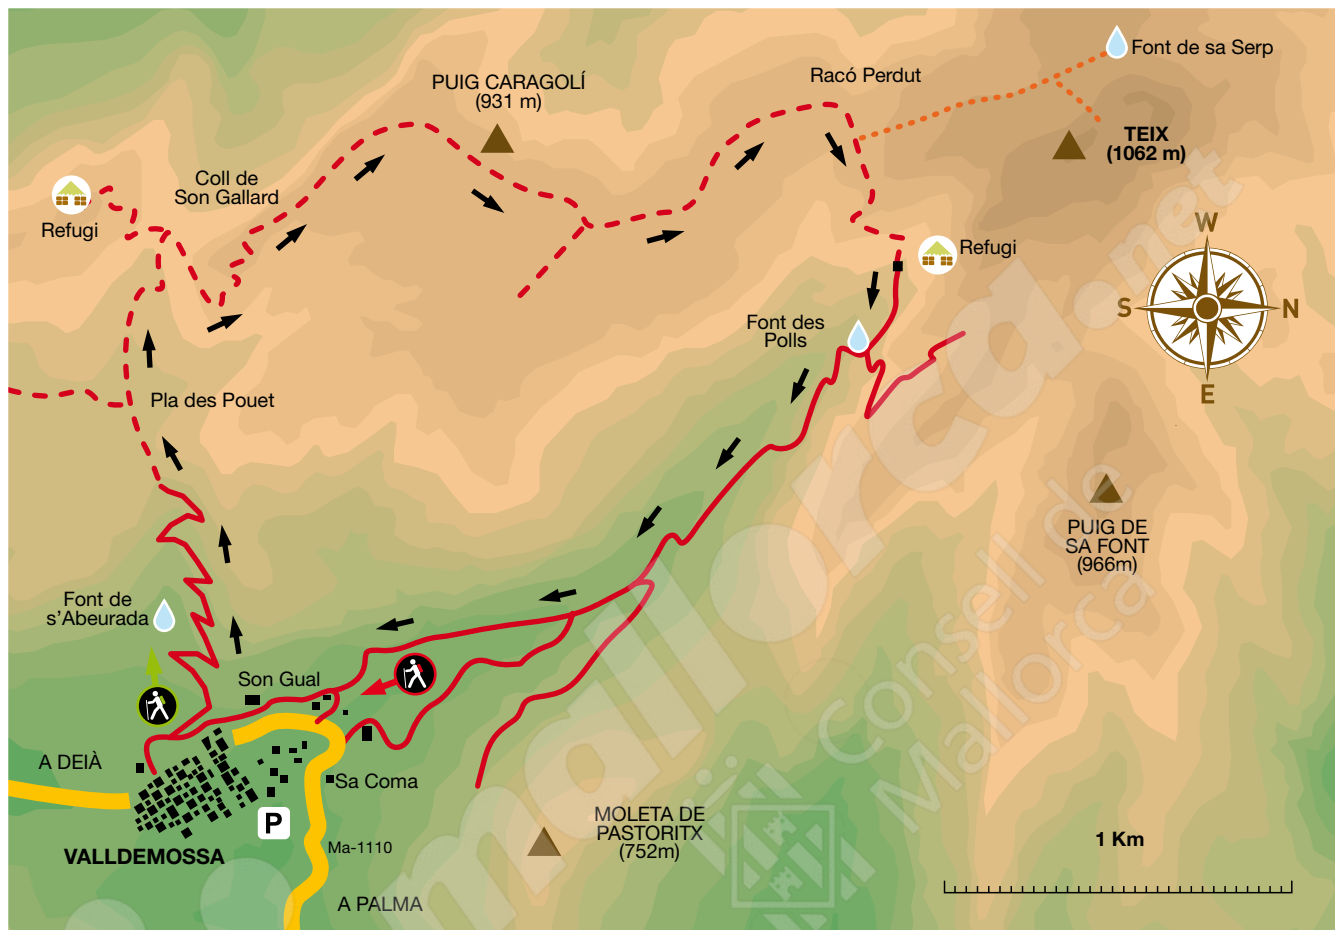 Font de sa Serp
Racó Perdut
PUIG CARAGOLÍ
(931 m)
TEIX
(1062 m)
Coll de
Son Gallard
Refugi
Refugi
W
S
N
E
Font des
Polls
Pla des Pouet
PUIG DE
SA FONT
(966m)
Font de
s'Abeurada
Son Gual
A DEIÀ
Sa Coma
P
MOLETA DE
PASTORITX
(752m)
VALLDEMOSSA
Ma-1110
A PALMA
1 Km
mallorca.net
Consell de
Mallorca